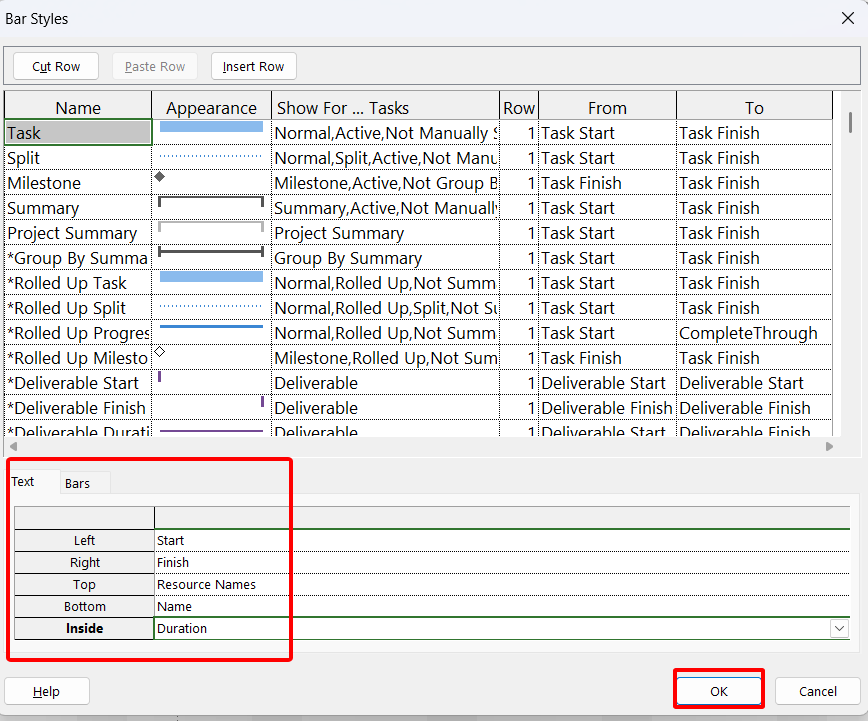 Bar Styles
Cut Row Paste Row Insert Row
Name Appearance Show For ... Tasks Row From To
Task Normal,Active,Not Manually S 1 Task Start Task Finish
Split Normal,Split,Active,Not Manu 1 Task Start Task Finish
Milestone Milestone,Active,Not Group B 1 Task Finish Task Finish
Summary Summary,Active,Not Manually 1 Task Start Task Finish
Project Summary Project Summary 1 Task Start Task Finish
*Group By Summa Group By Summary 1 Task Start Task Finish
*Rolled Up Task Normal,Rolled Up,Not Summ 1 Task Start Task Finish
*Rolled Up Split Normal,Rolled Up,Split,Not Su 1 Task Start Task Finish
*Rolled Up Progres Normal,Rolled Up,Not Summ 1 Task Start CompleteThrough
*Rolled Up Milesto Milestone,Rolled Up,Not Sum 1 Task Finish Task Finish
*Deliverable Start Deliverable 1 Deliverable Start Deliverable Start
*Deliverable Finish Deliverable 1 Deliverable Finish Deliverable Finish
*Deliverable Durati Deliverable 1 Deliverable Start Deliverable Finish
Text Bars
Left Start
Right Finish
Top Resource Names
Bottom Name
Inside Duration
Help OK Cancel